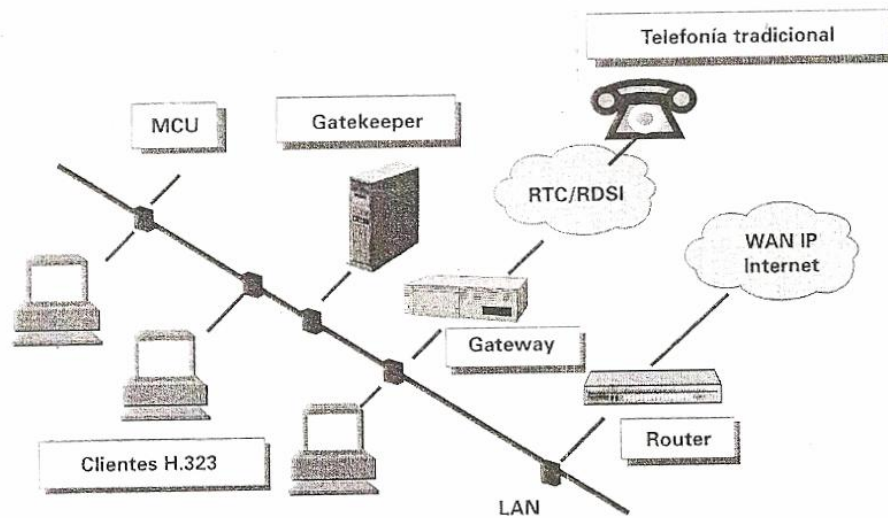 Telefonía tradicional
MCU
Gatekeeper
RTC/RDSI
WAN IP
Internet
Gateway
Router
Clientes H.323
LAN